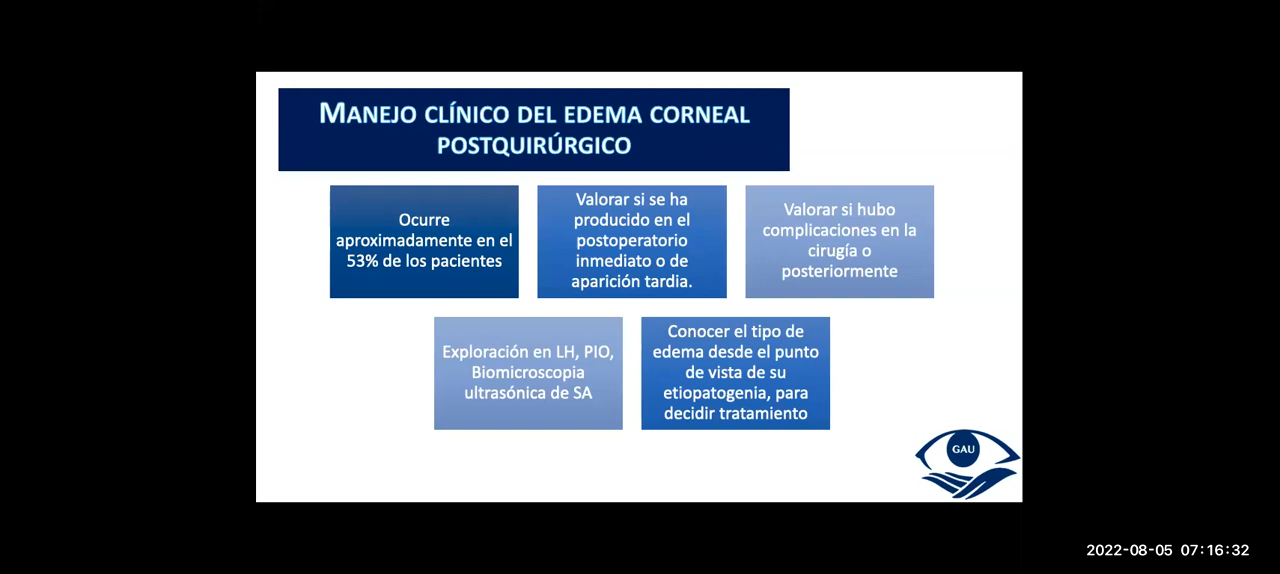 MANEJO CLÍNICO DEL EDEMA CORNEAL
POSTQUIRÚRGICO
Ocurre
aproximadamente en el
53% de los pacientes
Valorar si se ha
producido en el
postoperatorio
inmediato o de
aparición tardia.
Valorar si hubo
complicaciones en la
cirugía o
posteriormente
Exploración en LH, PIO,
Biomicroscopia
ultrasónica de SA
Conocer el tipo de
edema desde el punto
de vista de su
etiopatogenia, para
decidir tratamiento
GAU
2022-08-05 07:16:32